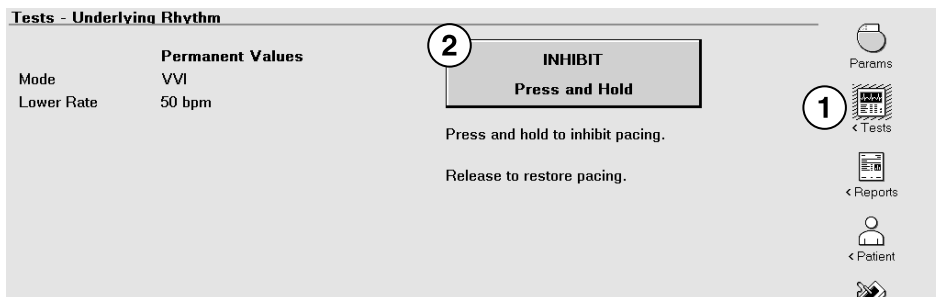 Tests - Underlying Rhythm
Permanent Values
Mode VVI
Lower Rate 50 bpm
2
INHIBIT
Press and Hold
Press and hold to inhibit pacing.
Release to restore pacing.
Params
1
< Tests
< Reports
< Patient